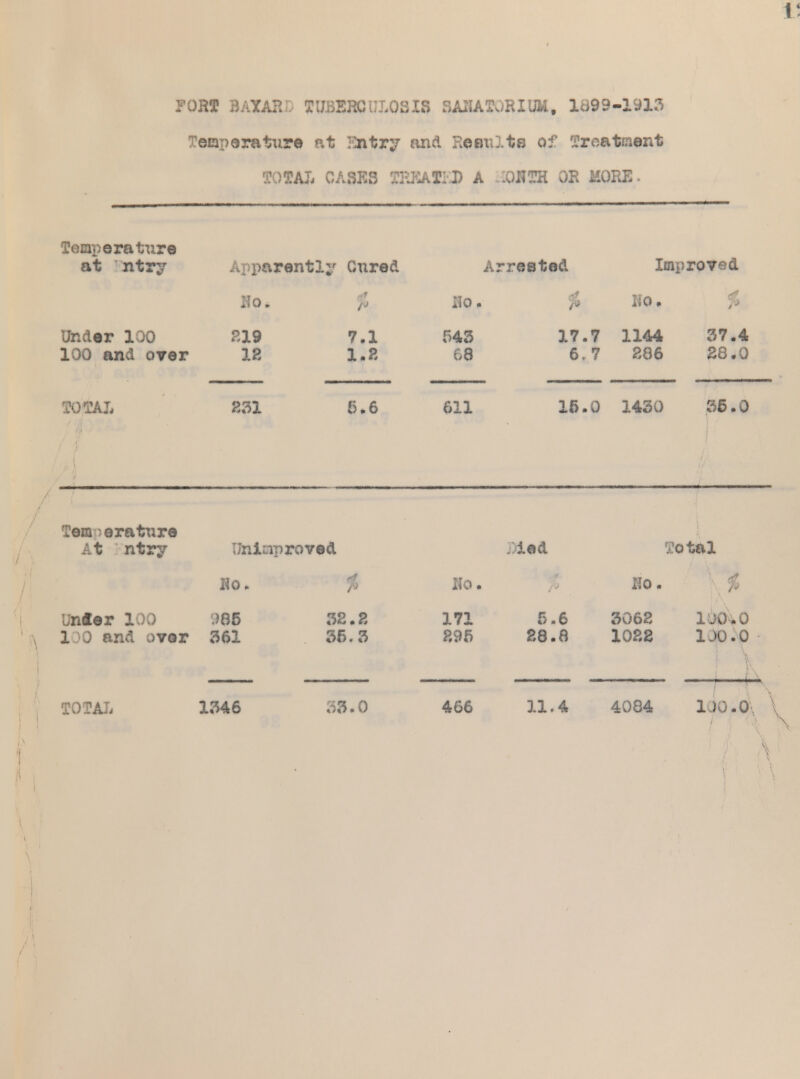 FORT BAYARD TUBERCULOSIS SANATORIUM, 1899-1913
Temperature at Entry and Results of Treatment
TOTAL CASES TREATED A MONTH OR MORE.
Temperature
at Entry Apparently Cured Arrested Improved
No. % No. % No. %
Under 100 219 7.1 543 17.7 1144 37.4
100 and over 12 1.2 68 6.7 286 28.0
TOTAL 231 5.6 611 15.0 1430 35.0
Temperature
At Entry Unimproved Died Total
No. % No. % No. %
Under 100 985 32.2 171 5.6 3062 100.0
100 and over 361 35.3 295 28.8 1022 100.0
TOTAL 1346 33.0 466 11.4 4084 100.0